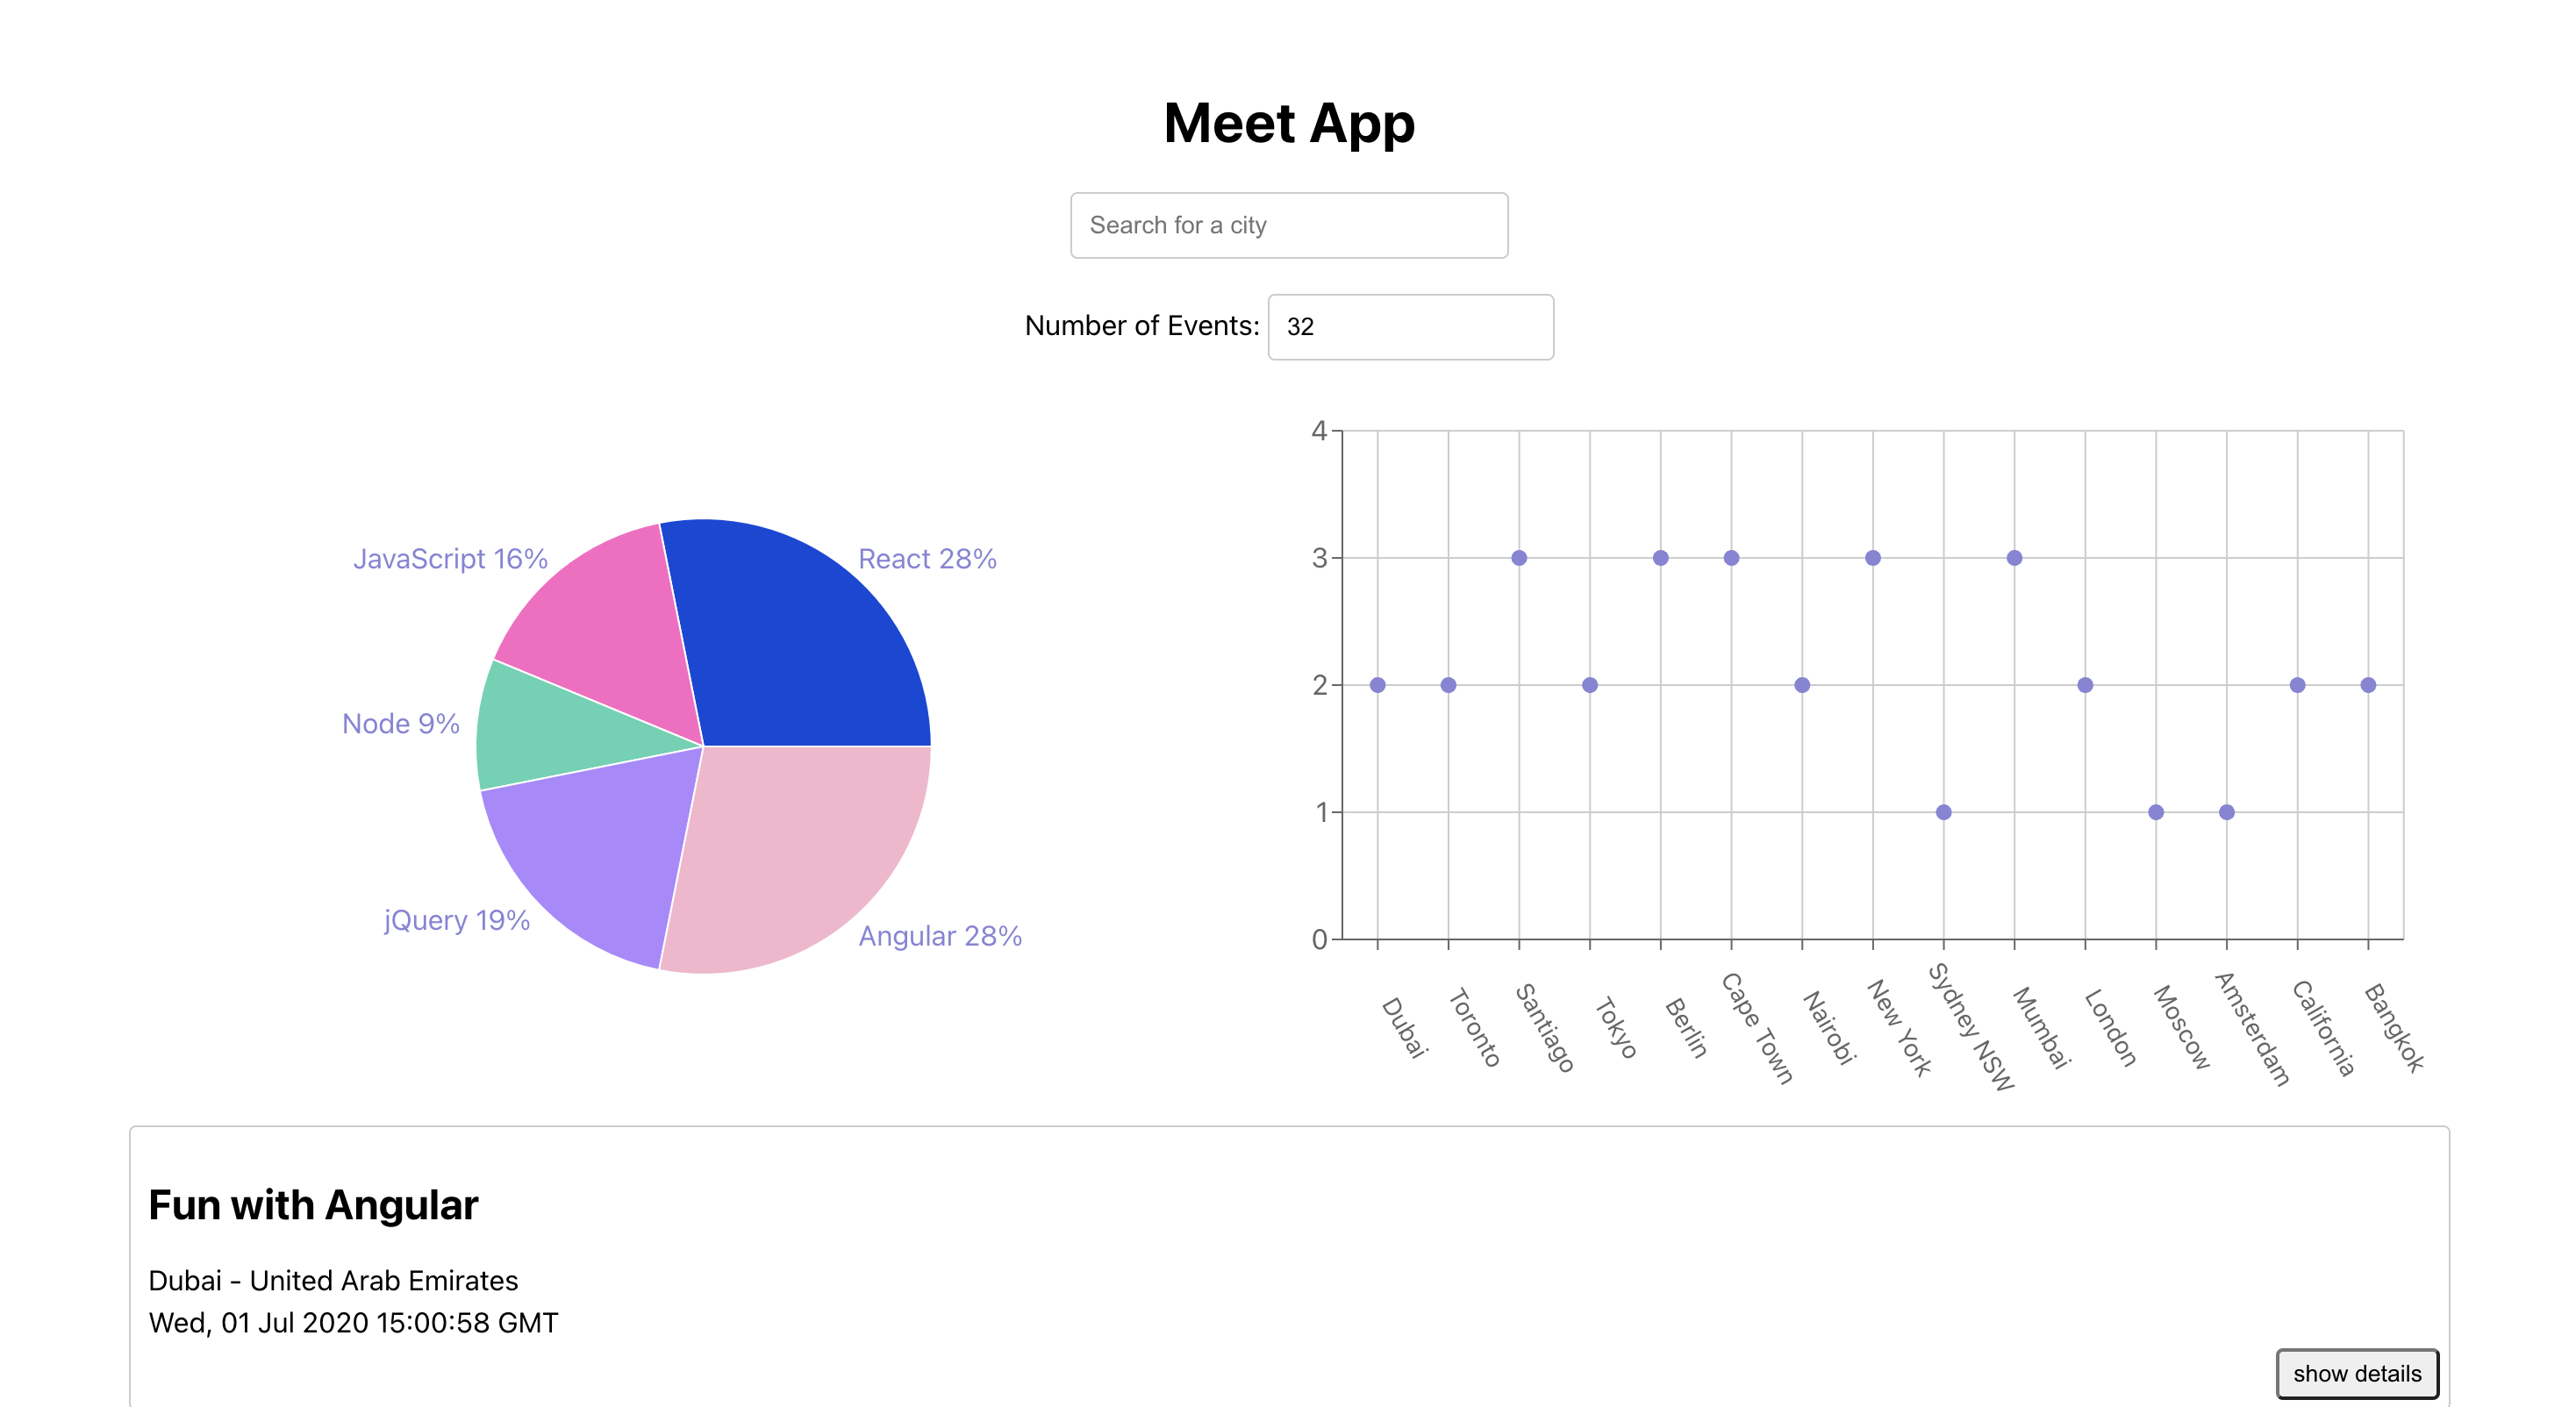 Meet App
Search for a city
Number of Events: 32
JavaScript 16%
React 28%
Node 9%
jQuery 19%
Angular 28%
4
3
2
1
0
Dubai
Toronto
Santiago
Tokyo
Berlin
Cape Town
Nairobi
New York
Sydney NSW
Mumbai
London
Moscow
Amsterdam
California
Bangkok
Fun with Angular
Dubai - United Arab Emirates
Wed, 01 Jul 2020 15:00:58 GMT
show details